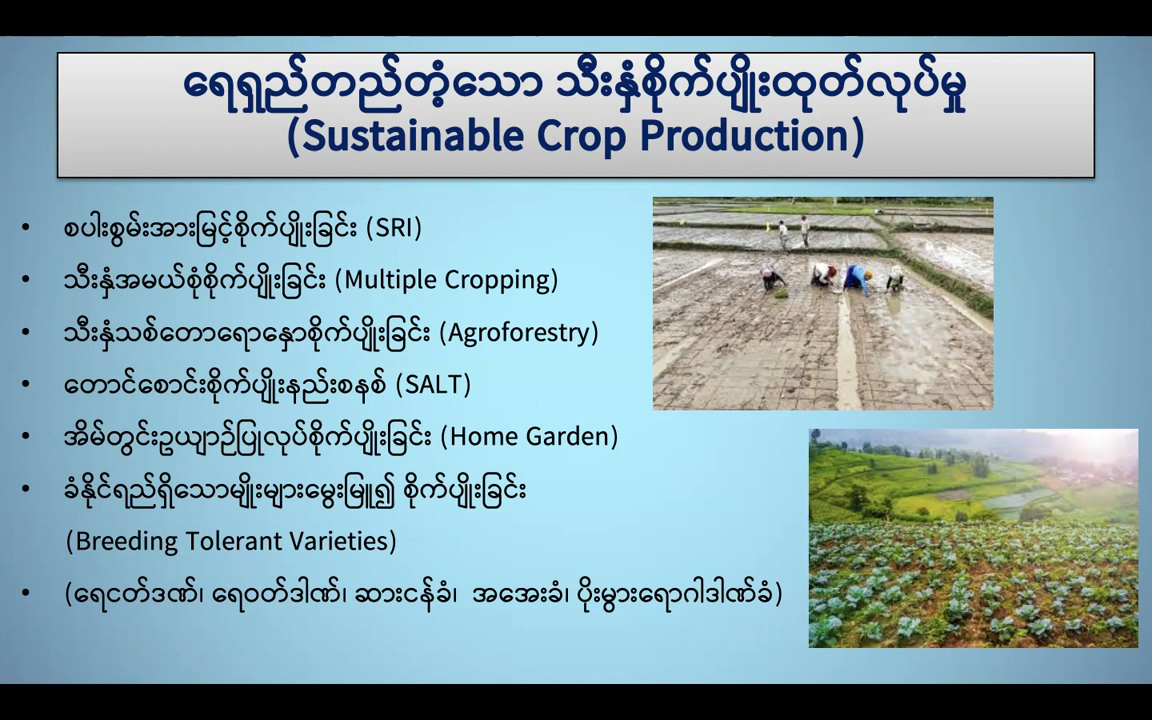 ရေရှည်တည်တံ့သော သီးနှံစိုက်ပျိုးထုတ်လုပ်မှု
(Sustainable Crop Production)
• စပါးစွမ်းအားမြင့်စိုက်ပျိုးခြင်း (SRI)
• သီးနှံအမယ်စုံစိုက်ပျိုးခြင်း (Multiple Cropping)
• သီးနှံသစ်တောရောနှောစိုက်ပျိုးခြင်း (Agroforestry)
• တောင်စောင်းစိုက်ပျိုးနည်းစနစ် (SALT)
• အိမ်တွင်းဥယျာဉ်ပြုလုပ်စိုက်ပျိုးခြင်း (Home Garden)
• ခံနိုင်ရည်ရှိသောမျိုးများမွေးမြူ၍ စိုက်ပျိုးခြင်း
(Breeding Tolerant Varieties)
• (ရေငတ်ဒဏ်၊ ရေဝတ်ဒါဏ်၊ ဆားငန်ခံ၊ အအေးခံ၊ ပိုးမွှားရောဂါဒါဏ်ခံ)